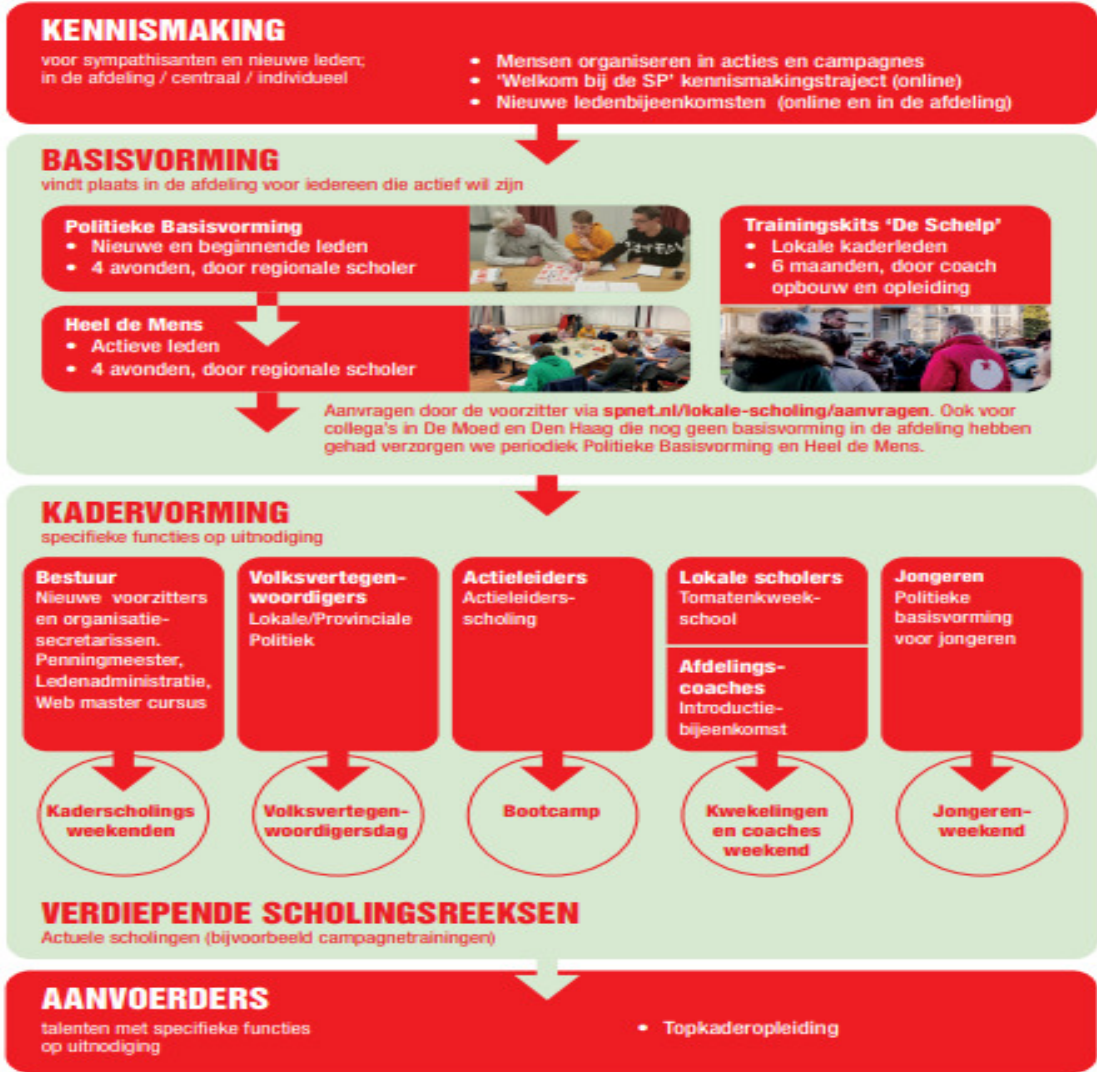 KENNISMAKING
voor sympathisanten en nieuwe leden;
in de afdeling / centraal / individueel
• Mensen organiseren in acties en campagnes
• ‘Welkom bij de SP’ kennismakingstraject (online)
• Nieuwe ledenbijeenkomsten (online en in de afdeling)
BASISVORMING
vindt plaats in de afdeling voor iedereen die actief wil zijn
Politieke Basisvorming
• Nieuwe en beginnende leden
• 4 avonden, door regionale scholer
Heel de Mens
• Actieve leden
• 4 avonden, door regionale scholer
Trainingskits ‘De Schelp’
• Lokale kaderleden
• 6 maanden, door coach
opbouw en opleiding
Aanvragen door de voorzitter via spnet.nl/lokale-scholing/aanvragen. Ook voor
collega's in De Moed en Den Haag die nog geen basisvorming in de afdeling hebben
gehad verzorgen we periodiek Politieke Basisvorming en Heel de Mens.
KADERVORMING
specifieke functies op uitnodiging
Bestuur
Nieuwe voorzitters
en organisatie-
secretarissen.
Penningmeester,
Ledenadministratie,
Web master cursus
Kaderscholings
weekenden
Volksvertegen-
woordigers
Lokale/Provinciale
Politiek
Volksvertegen-
woordigersdag
Actieleiders
Actieleiders-
scholing
Bootcamp
Lokale scholers
Tomatenkweek-
school
Afdelings-
coaches
Introductie-
bijeenkomst
Kwekelingen
en coaches
weekend
Jongeren
Politieke
basisvorming
voor jongeren
Jongeren-
weekend
VERDIEPENDE SCHOLINGSREEKSEN
Actuele scholingen (bijvoorbeeld campagnetrainingen)
AANVOERDERS
talenten met specifieke functies
op uitnodiging
• Topkaderopleiding